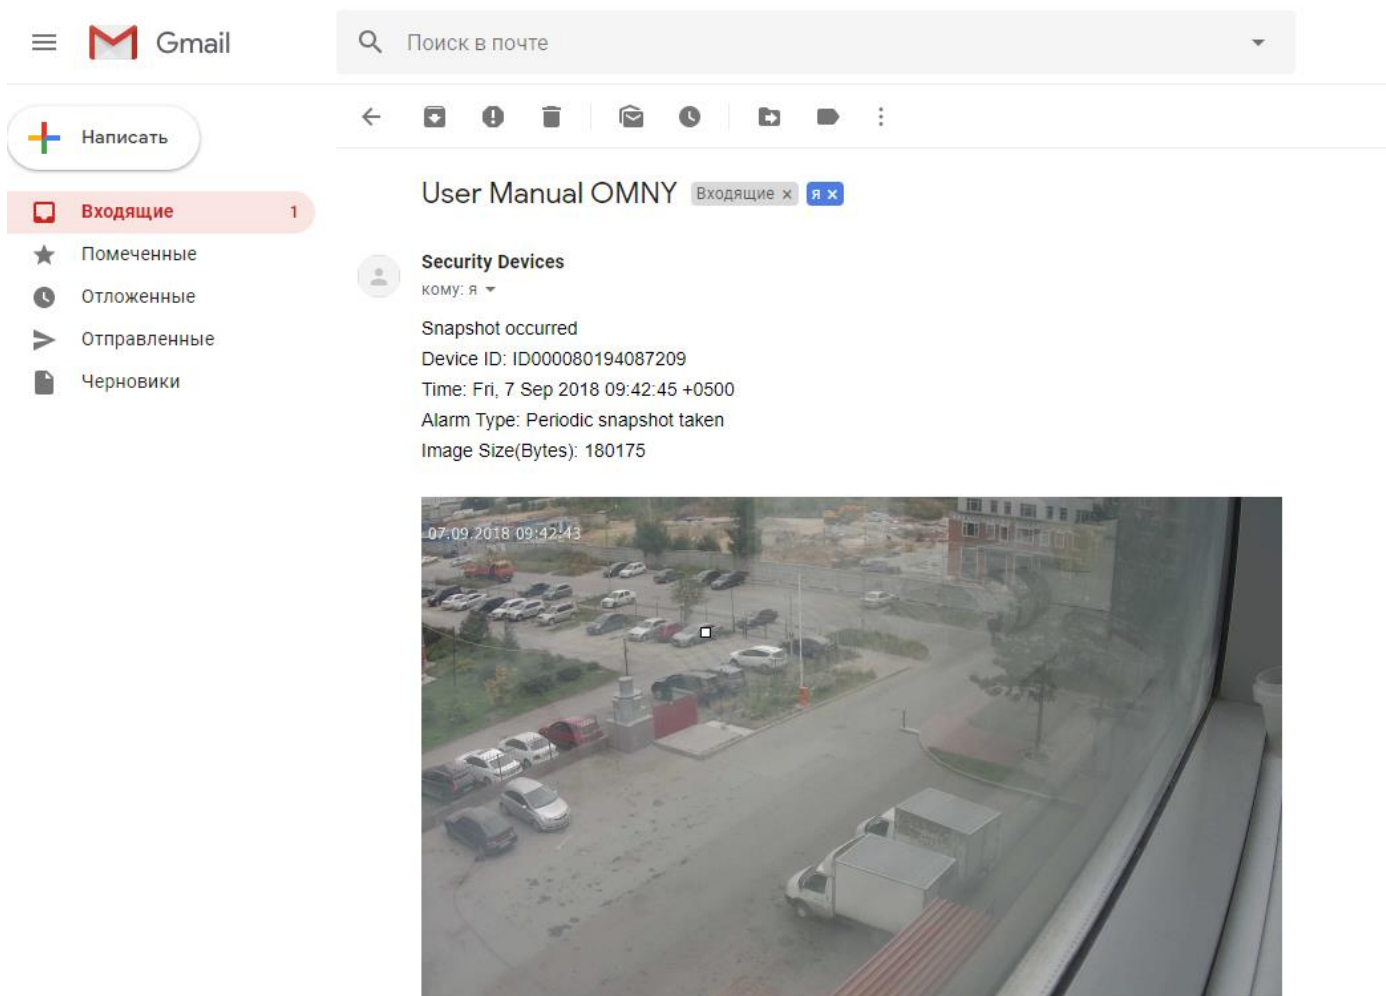 Gmail
Поиск в почте
Написать
Входящие 1
Помеченные
Отложенные
Отправленные
Черновики
User Manual OMNY Входящие x я x
Security Devices
кому: я
Snapshot occurred
Device ID: ID000080194087209
Time: Fri, 7 Sep 2018 09:42:45 +0500
Alarm Type: Periodic snapshot taken
Image Size(Bytes): 180175
07.09.2018 09:42:43